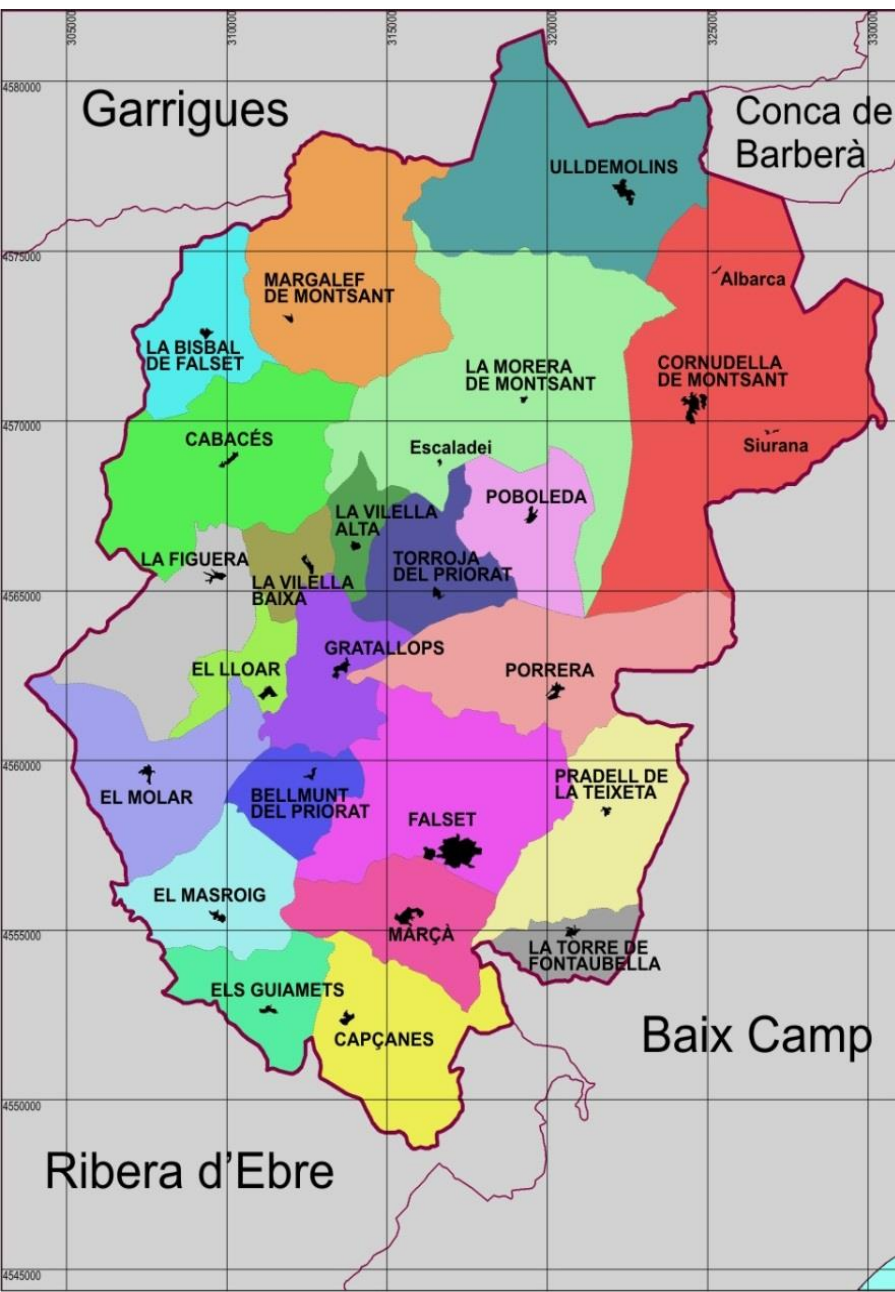 305000
310000
315000
320000
325000
330000
4580000
Garrigues
Conca de
Barberà
ULLDEMOLINS
4575000
MARGALEF
DE MONTSANT
Albarca
LA BISBAL
DE FALSET
LA MORERA
DE MONTSANT
CORNUDELLA
DE MONTSANT
4570000
CABACÉS
Escaladei
Siurana
POBOLEDA
LA VILELLA
ALTA
LA FIGUERA
TORROJA
DEL PRIORAT
LA VILELLA
BAIXA
4565000
GRATALLOPS
EL LLOAR
PORRERA
4560000
EL MOLAR
BELLMUNT
DEL PRIORAT
PRADELL DE
LA TEIXETA
FALSET
EL MASROIG
4555000
MARÇÀ
LA TORRE DE
FONTAUBELLA
ELS GUIAMETS
CAPÇANES
Baix Camp
4550000
Ribera d'Ebre
4545000